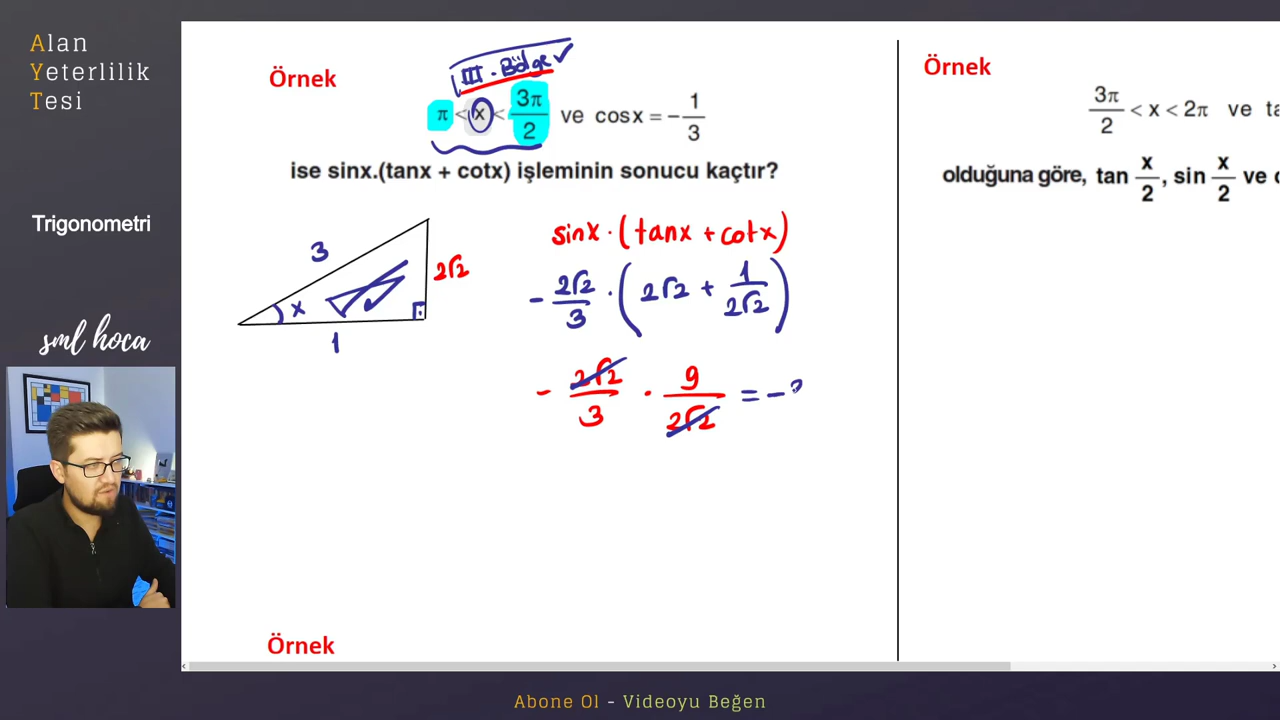 Alan
Yeterlilik
Tesi
Trigonometri
sml hoca
Örnek
III. Bölge ✓
π < x < 3π/2 ve cosx = -1/3
ise sinx.(tanx + cotx) işleminin sonucu kaçtır?
3
2√2
x
1
sinx · (tanx + cotx)
- 2√2/3 · (2√2 + 1/2√2)
- 2√2/3 · 9/2√2 = -
Örnek
Örnek
3π/2 < x < 2π ve
olduğuna göre, tan x/2, sin x/2 ve
Abone Ol - Videoyu Beğen